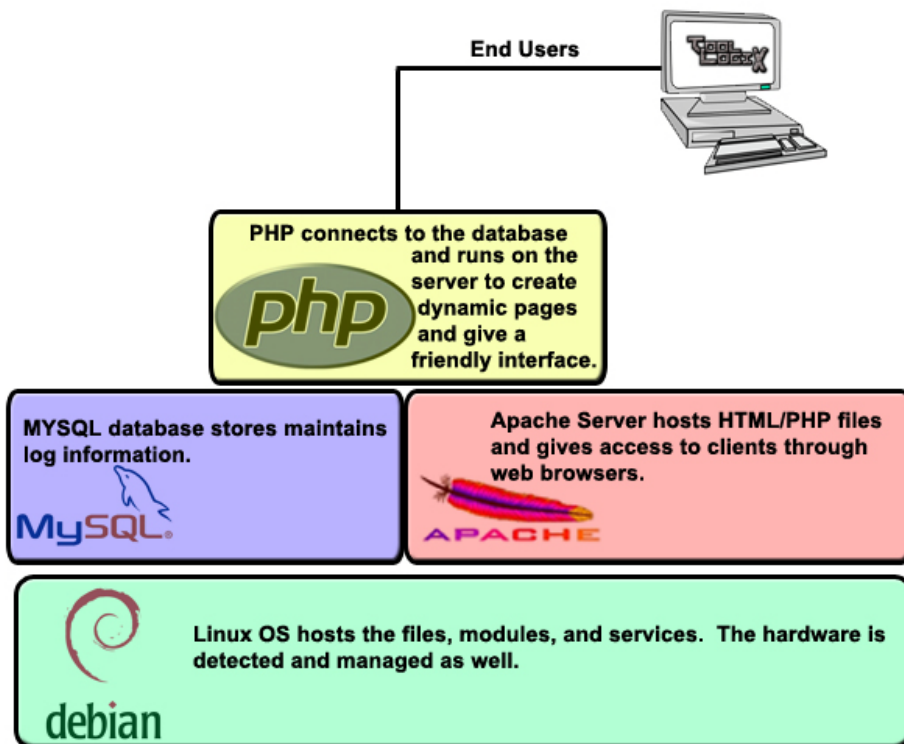 End Users
TOOL
LOGIX
PHP connects to the database
and runs on the
server to create
dynamic pages
and give a
friendly interface.
php
MYSQL database stores maintains
log information.
MySQL®
Apache Server hosts HTML/PHP files
and gives access to clients through
web browsers.
APACHE
Linux OS hosts the files, modules, and services.  The hardware is
detected and managed as well.
debian